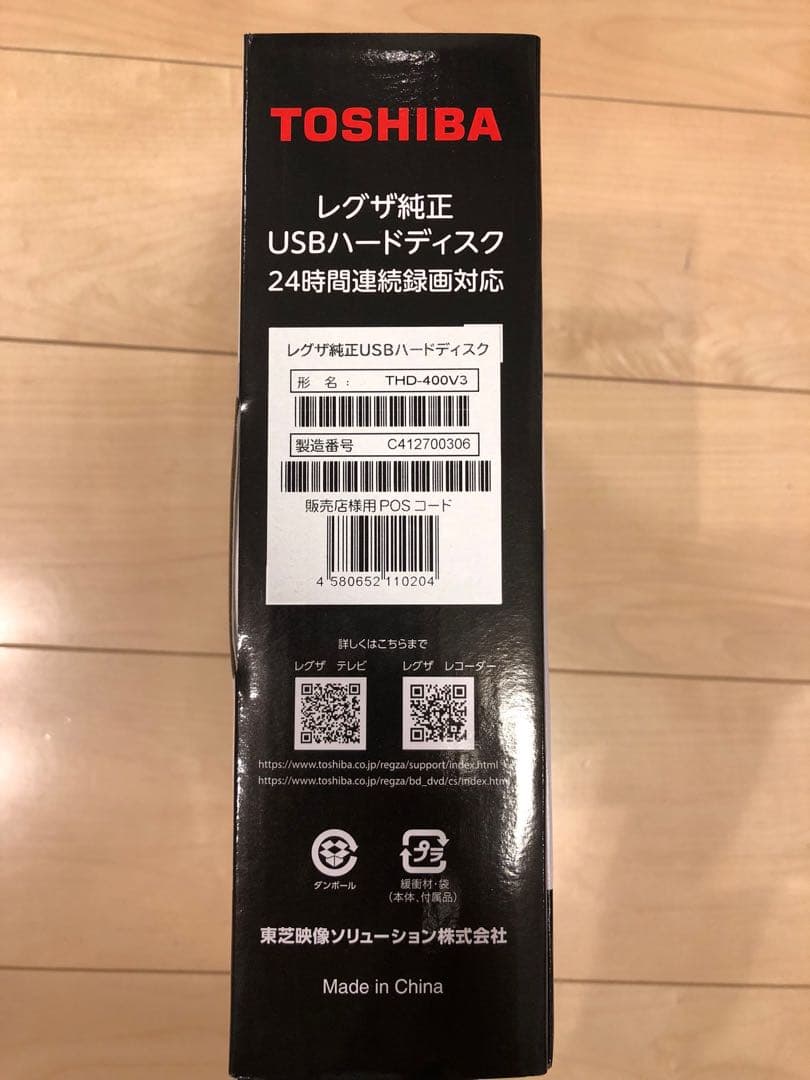 TOSHIBA
レグザ純正
USBハードディスク
24時間連続録画対応
レグザ純正USBハードディスク
形 名 : THD-400V3
製造番号 C412700306
販売店様用POSコード
4 580652 110204
詳しくはこちらまで
レグザ テレビ レグザ レコーダー
https://www.toshiba.co.jp/regza/support/index.html
https://www.toshiba.co.jp/regza/bd_dvd/cs/index.html
ダンボール
プラ
緩衝材・袋
(本体、付属品)
東芝映像ソリューション株式会社
Made in China